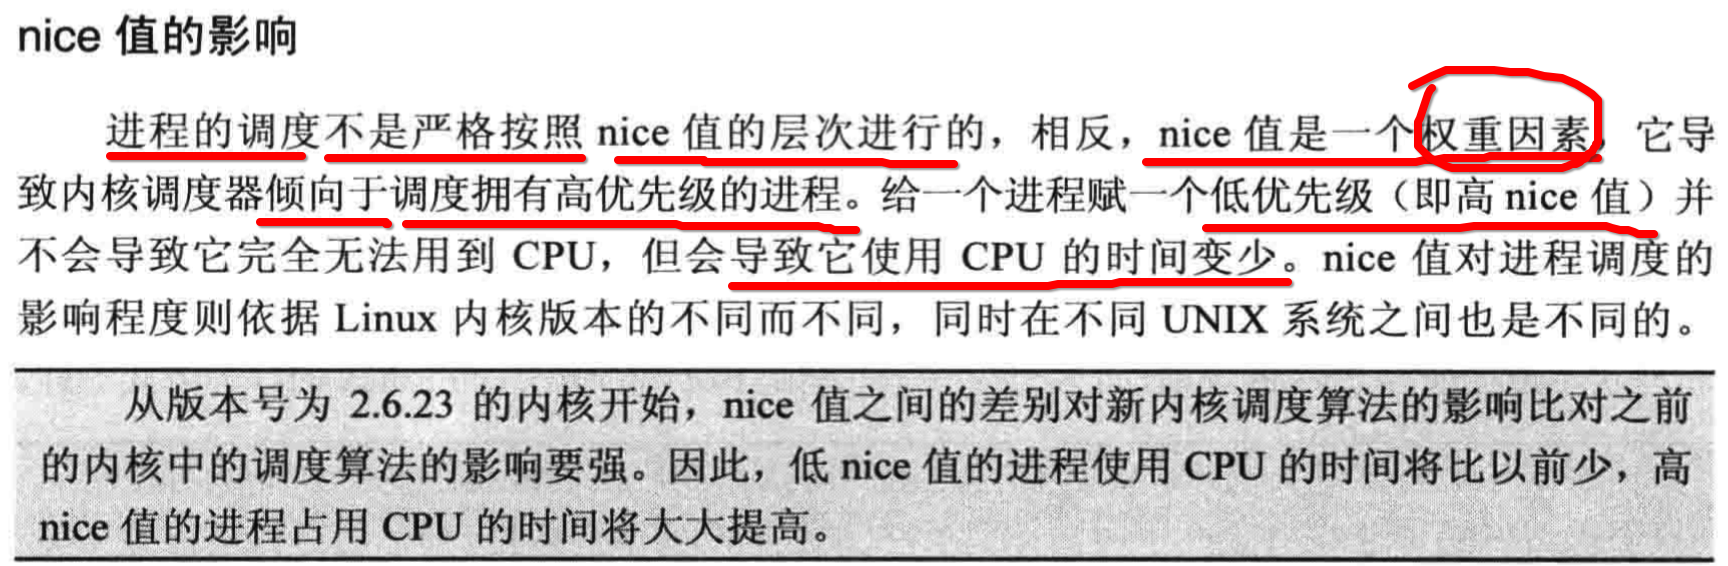 nice 值的影响
进程的调度不是严格按照 nice 值的层次进行的，相反，nice 值是一个权重因素，它导
致内核调度器倾向于调度拥有高优先级的进程。给一个进程赋一个低优先级（即高 nice 值）并
不会导致它完全无法用到 CPU，但会导致它使用 CPU 的时间变少。nice 值对进程调度的
影响程度则依据 Linux 内核版本的不同而不同，同时在不同 UNIX 系统之间也是不同的。
从版本号为 2.6.23 的内核开始，nice 值之间的差别对新内核调度算法的影响比对之前
的内核中的调度算法的影响要强。因此，低 nice 值的进程使用 CPU 的时间将比以前少，高
nice 值的进程占用 CPU 的时间将大大提高。